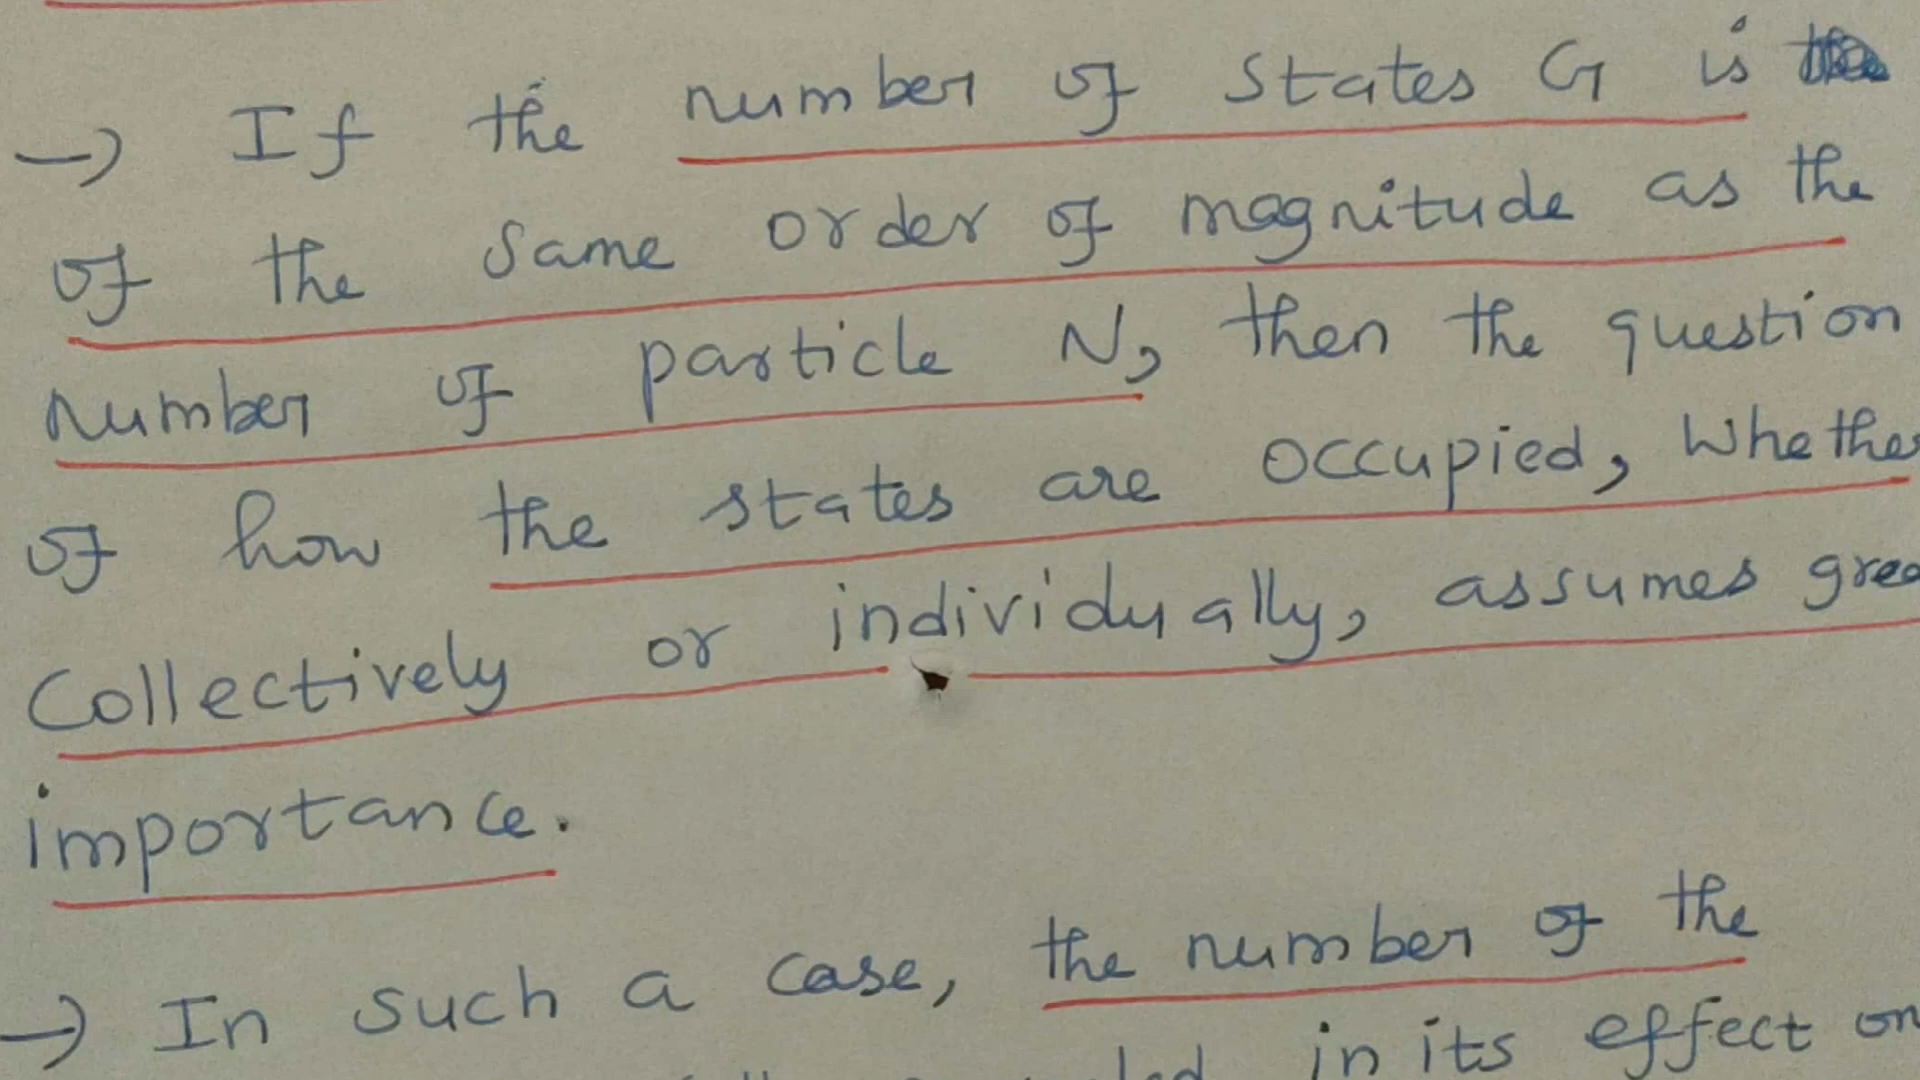 → If the number of states G is
of the same order of magnitude as the
number of particle N, then the question
of how the states are occupied, Whether
Collectively or individually, assumes
importance.
→ In such a case, the number of the
in its effect on